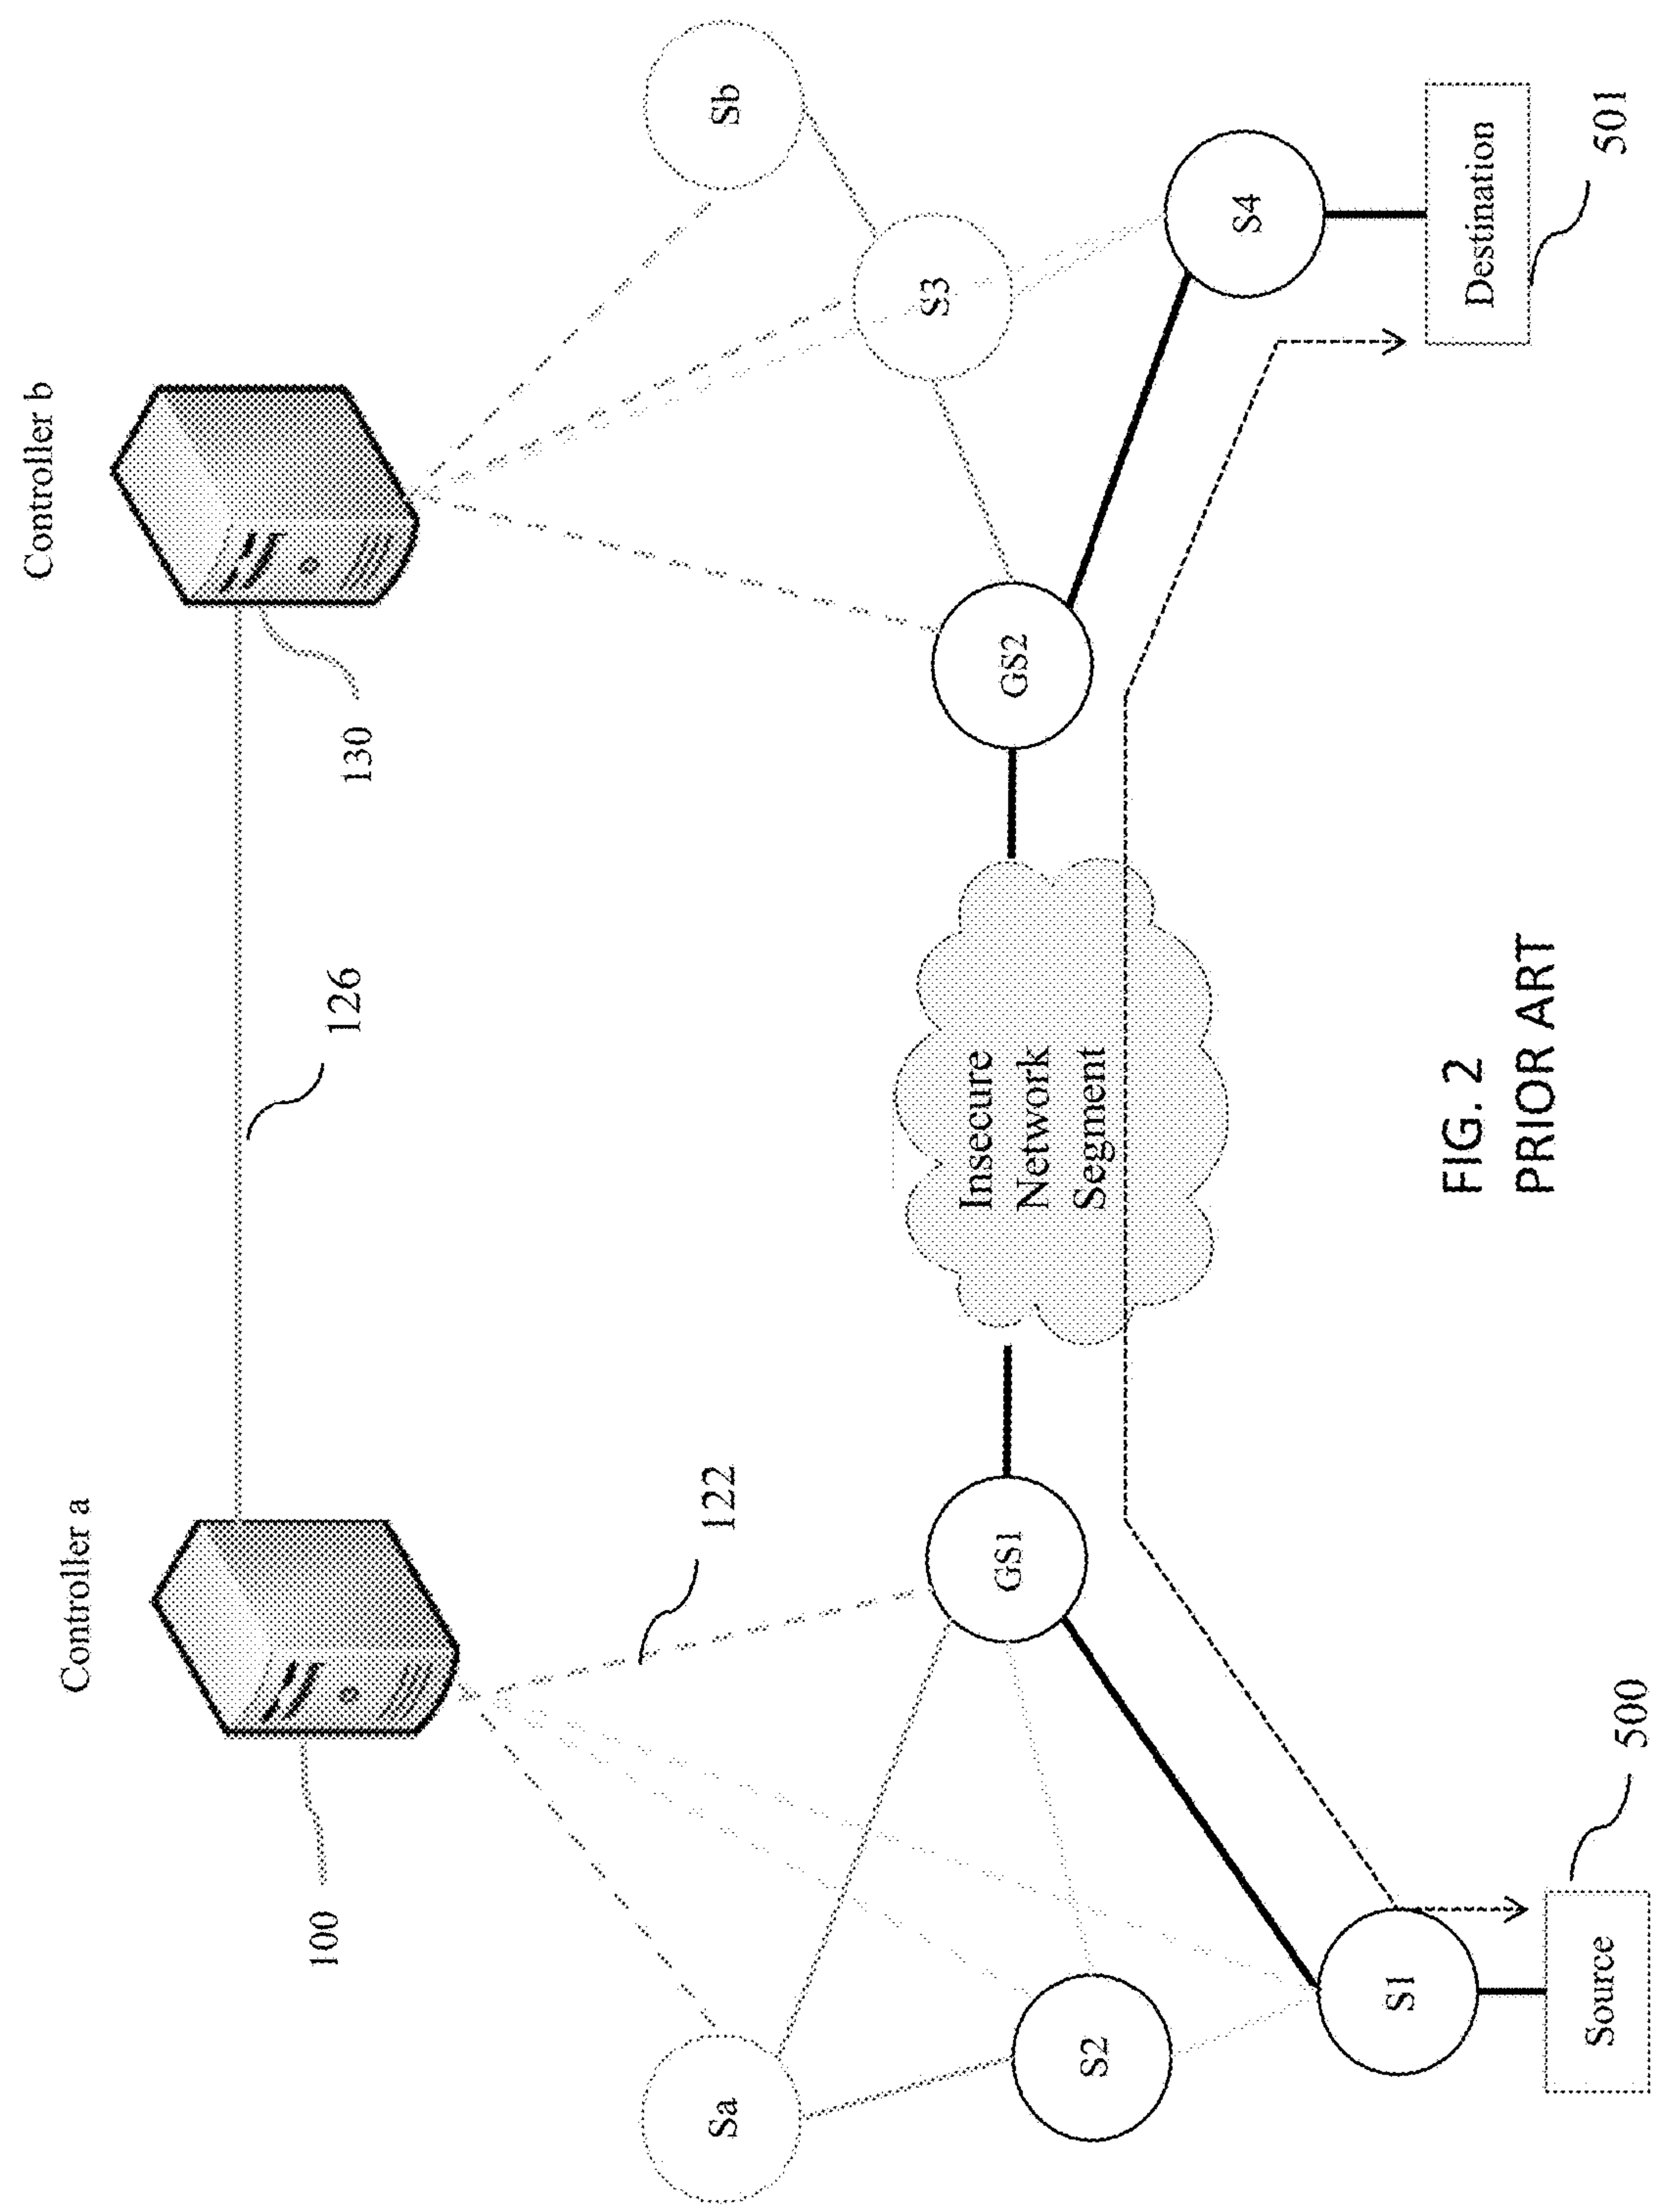 Controller a
Controller b
126
100
130
122
Sa
Sb
S2
S3
GS1
Insecure
Network
Segment
GS2
S1
S4
Source
Destination
500
501
FIG. 2
PRIOR ART